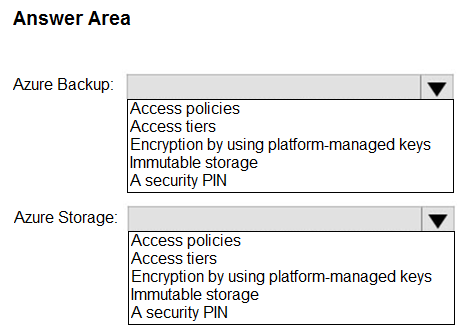 Answer Area
Azure Backup:
Access policies
Access tiers
Encryption by using platform-managed keys
Immutable storage
A security PIN
Azure Storage:
Access policies
Access tiers
Encryption by using platform-managed keys
Immutable storage
A security PIN